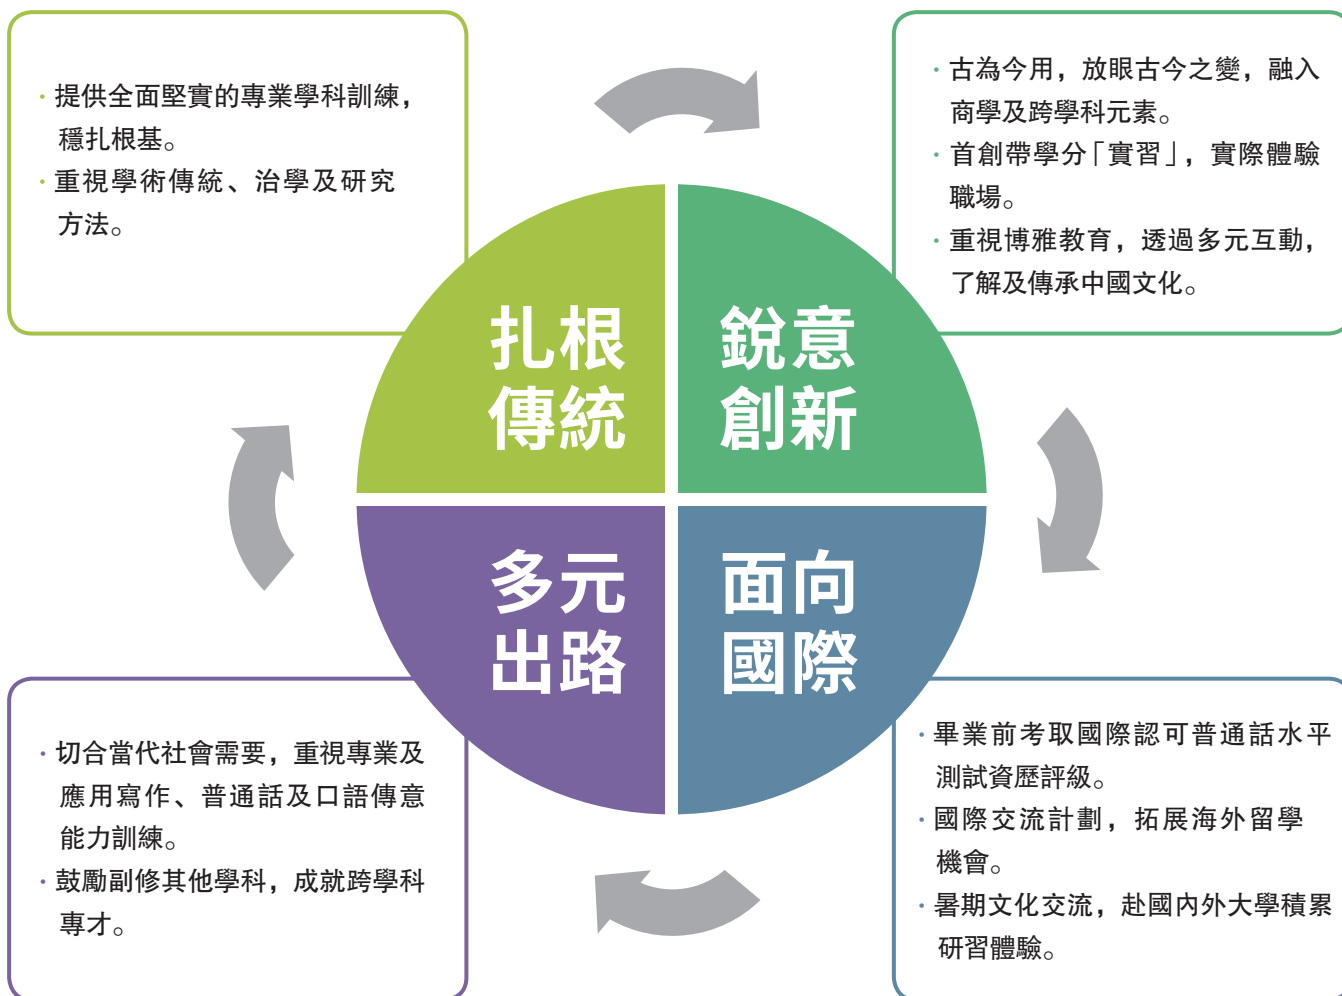 · 提供全面堅實的專業學科訓練，
穩扎根基。
· 重視學術傳統、治學及研究
方法。
· 古為今用，放眼古今之變，融入
商學及跨學科元素。
· 首創帶學分「實習」，實際體驗
職場。
· 重視博雅教育，透過多元互動，
了解及傳承中國文化。
扎根
傳統
銳意
創新
多元
出路
面向
國際
· 切合當代社會需要，重視專業及
應用寫作、普通話及口語傳意
能力訓練。
· 鼓勵副修其他學科，成就跨學科
專才。
· 畢業前考取國際認可普通話水平
測試資歷評級。
· 國際交流計劃，拓展海外留學
機會。
· 暑期文化交流，赴國內外大學積累
研習體驗。